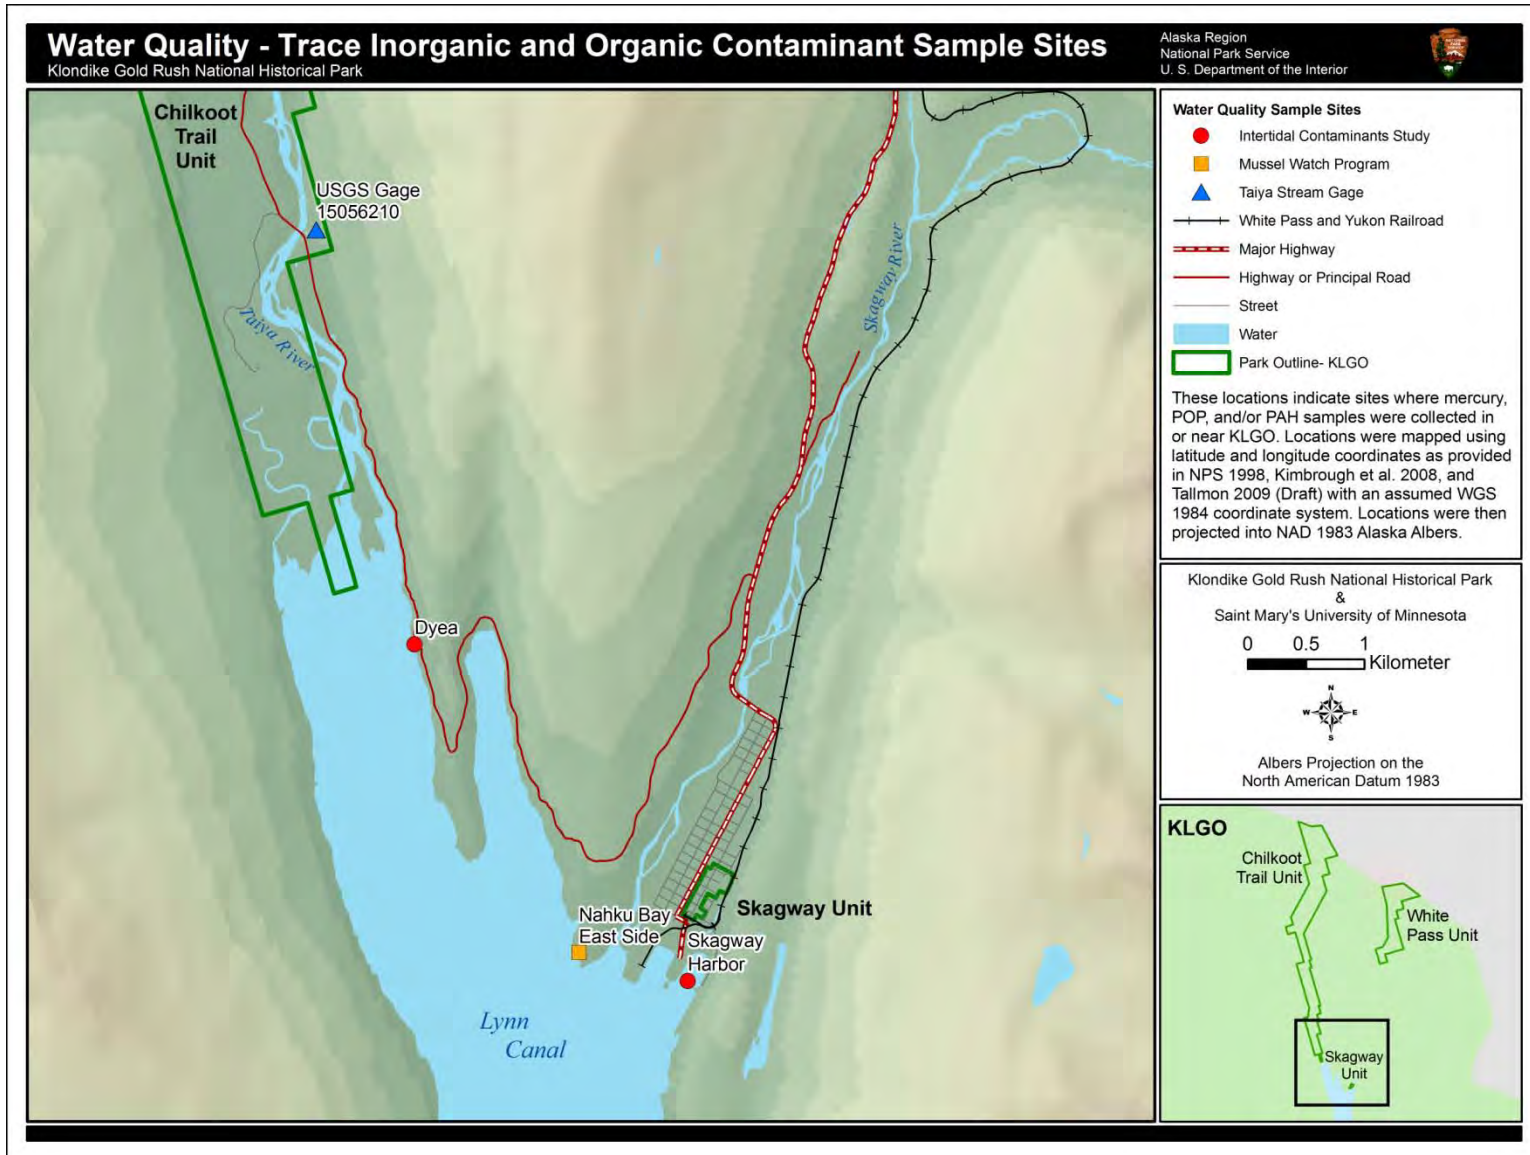 Water Quality - Trace Inorganic and Organic Contaminant Sample Sites
Klondike Gold Rush National Historical Park
Alaska Region
National Park Service
U. S. Department of the Interior
Chilkoot
Trail
Unit
USGS Gage
15056210
Taiya River
Skagway River
Dyea
Nahku Bay
East Side
Skagway Unit
Skagway
Harbor
Lynn
Canal
Water Quality Sample Sites
Intertidal Contaminants Study
Mussel Watch Program
Taiya Stream Gage
White Pass and Yukon Railroad
Major Highway
Highway or Principal Road
Street
Water
Park Outline- KLGO
These locations indicate sites where mercury,
POP, and/or PAH samples were collected in
or near KLGO. Locations were mapped using
latitude and longitude coordinates as provided
in NPS 1998, Kimbrough et al. 2008, and
Tallmon 2009 (Draft) with an assumed WGS
1984 coordinate system. Locations were then
projected into NAD 1983 Alaska Albers.
Klondike Gold Rush National Historical Park
&
Saint Mary's University of Minnesota
0 0.5 1
Kilometer
N
W E
S
Albers Projection on the
North American Datum 1983
KLGO
Chilkoot
Trail Unit
White
Pass Unit
Skagway
Unit